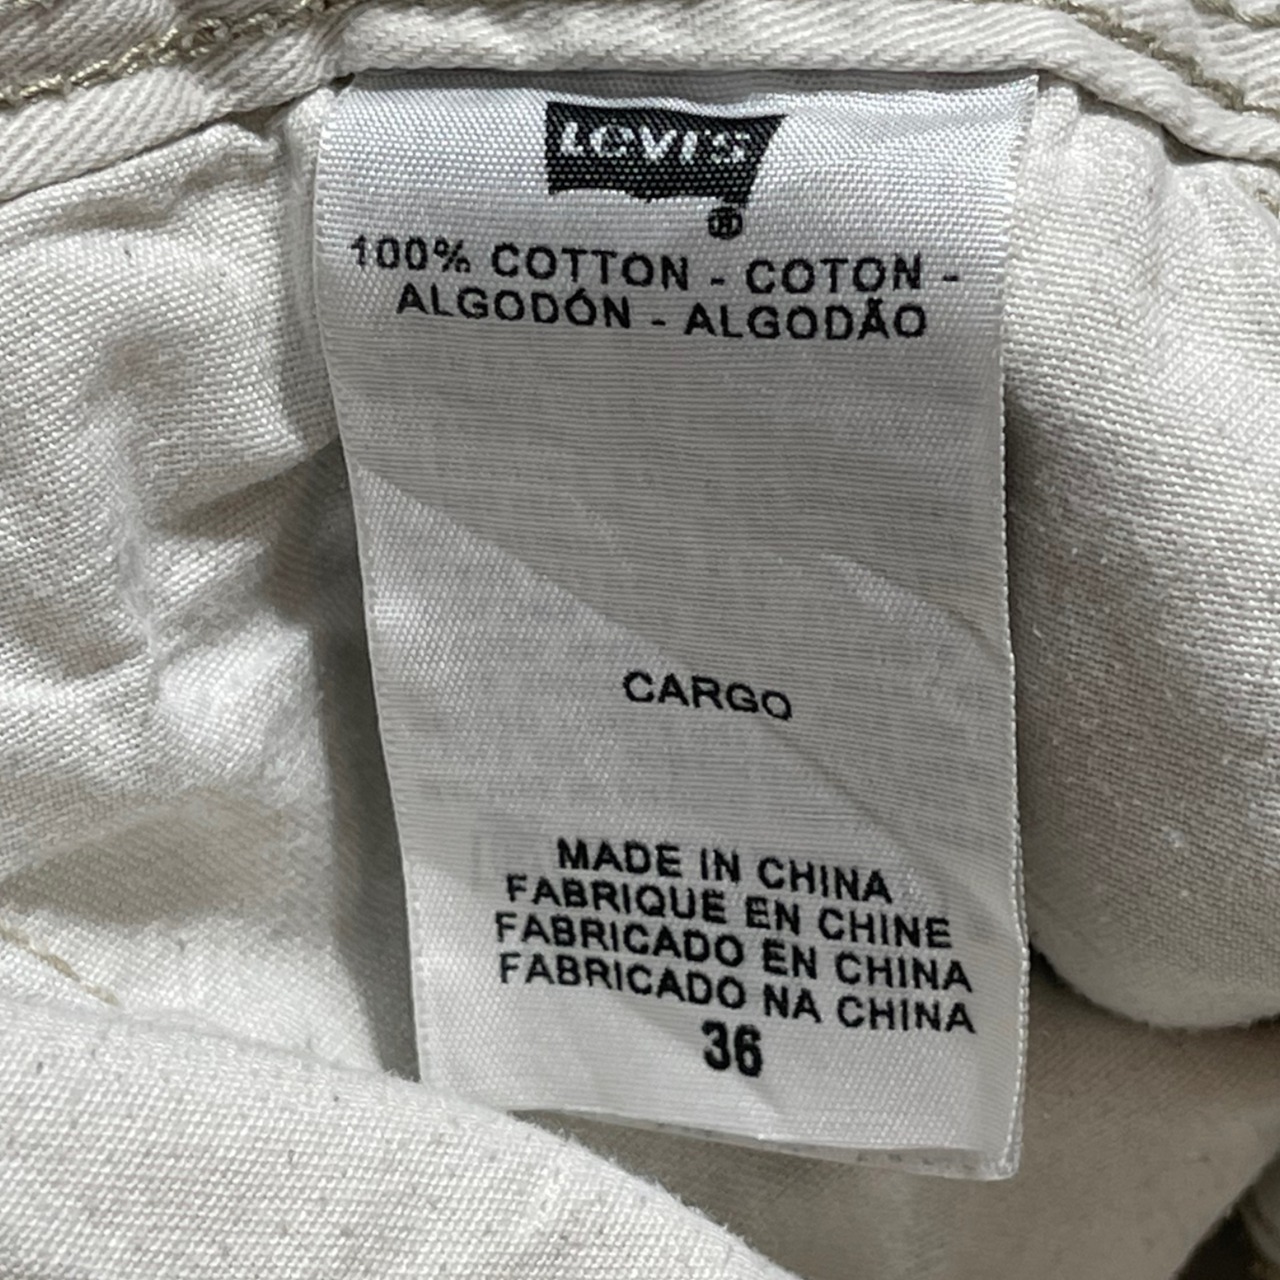 Levi's
®
100% COTTON - COTON -
ALGODÓN - ALGODÃO
CARGO
MADE IN CHINA
FABRIQUE EN CHINE
FABRICADO EN CHINA
FABRICADO NA CHINA
36